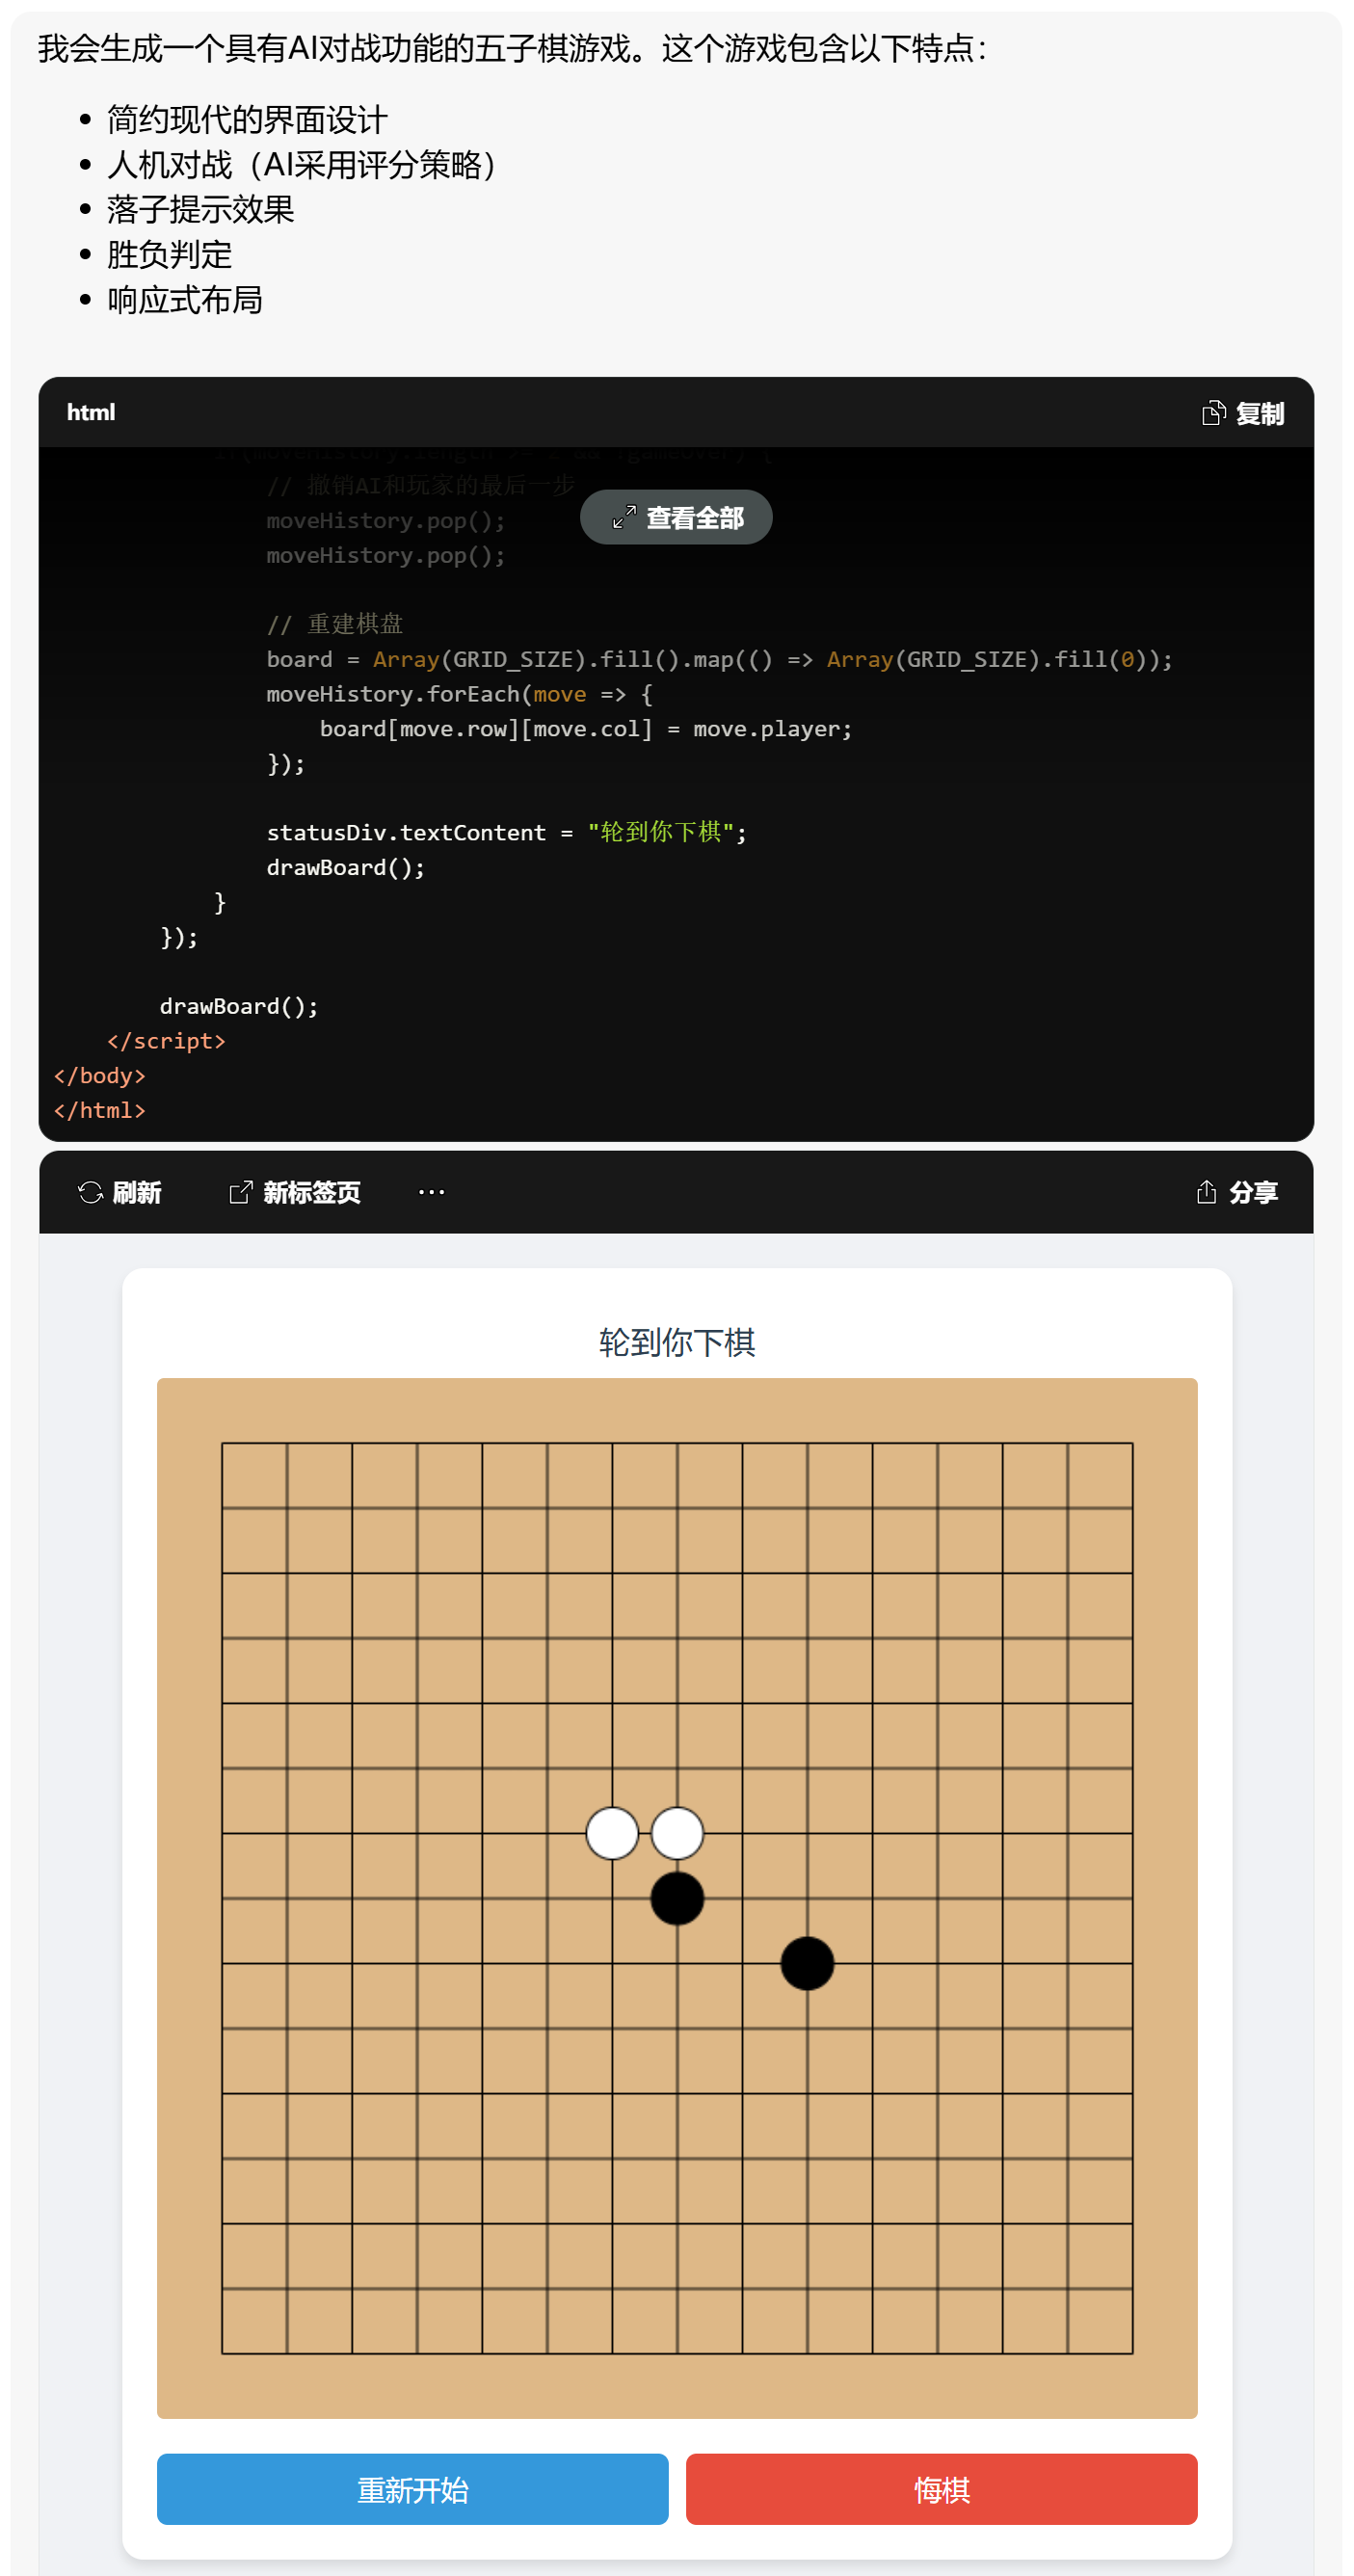 我会生成一个具有AI对战功能的五子棋游戏。这个游戏包含以下特点：
• 简约现代的界面设计
• 人机对战（AI采用评分策略）
• 落子提示效果
• 胜负判定
• 响应式布局
html
复制
// 撤销AI和玩家的最后一步
查看全部
moveHistory.pop();
moveHistory.pop();
// 重建棋盘
board = Array(GRID_SIZE).fill().map(() => Array(GRID_SIZE).fill(0));
moveHistory.forEach(move => {
board[move.row][move.col] = move.player;
});
statusDiv.textContent = "轮到你下棋";
drawBoard();
}
});
drawBoard();
</script>
</body>
</html>
刷新
新标签页
···
分享
轮到你下棋
重新开始
悔棋